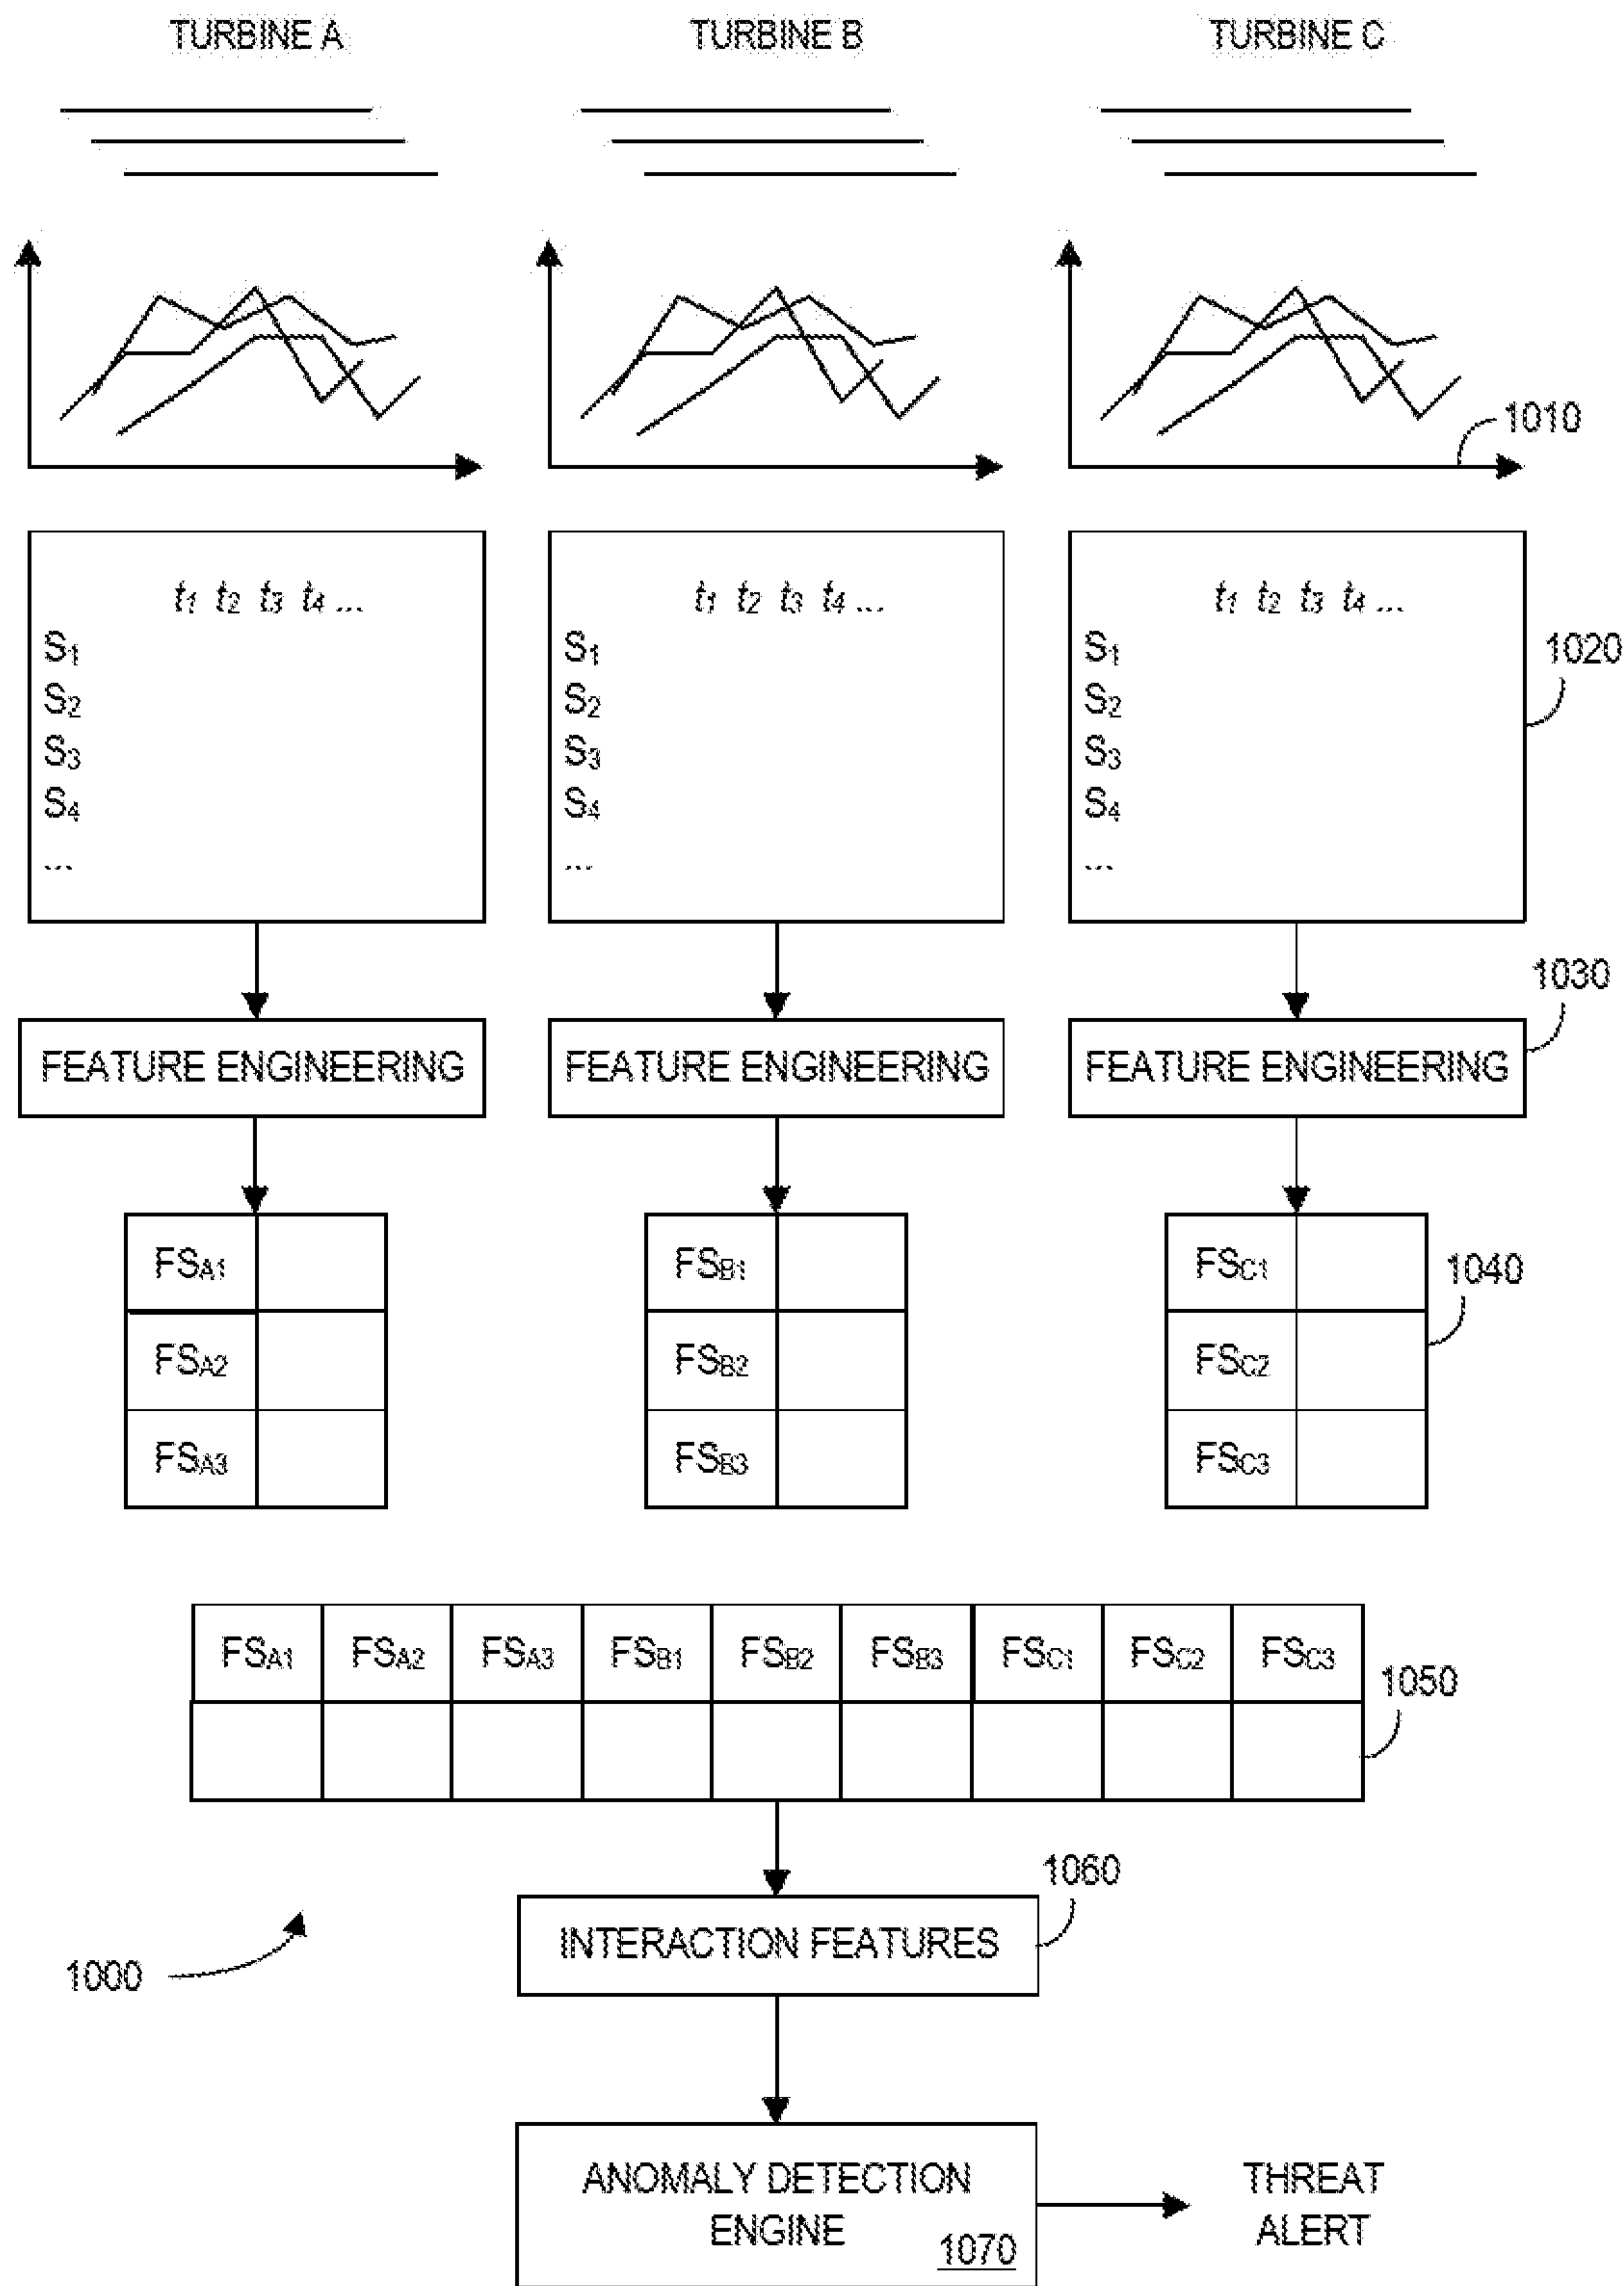 TURBINE A TURBINE B TURBINE C
1010
t1 t2 t3 t4 ... t1 t2 t3 t4 ... t1 t2 t3 t4 ...
S1 S1 S1 1020
S2 S2 S2
S3 S3 S3
S4 S4 S4
... ... ...
1030
FEATURE ENGINEERING FEATURE ENGINEERING FEATURE ENGINEERING
FSA1 FSB1 FSC1 1040
FSA2 FSB2 FSC2
FSA3 FSB3 FSC3
FSA1 FSA2 FSA3 FSB1 FSB2 FSB3 FSC1 FSC2 FSC3
1050
1060
INTERACTION FEATURES
1000
ANOMALY DETECTION THREAT
ENGINE 1070 ALERT